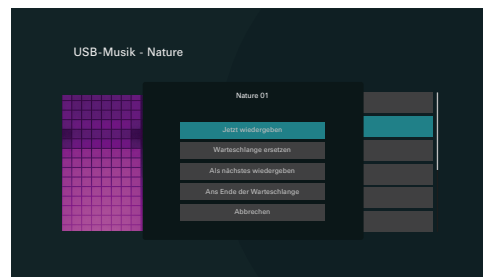 USB-Musik - Nature
Nature 01
Jetzt wiedergeben
Warteschlange ersetzen
Als nächstes wiedergeben
Ans Ende der Warteschlange
Abbrechen